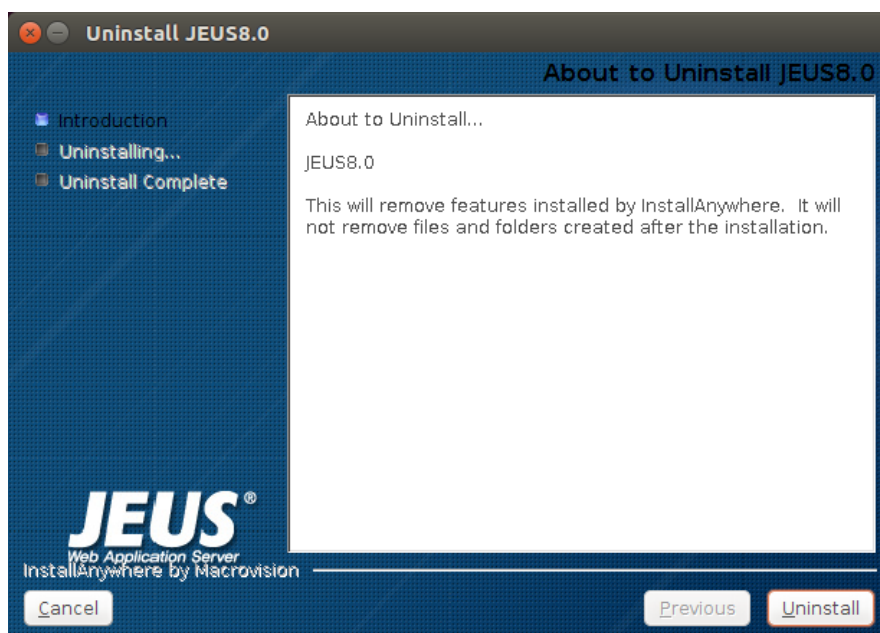 Uninstall JEUS8.0
About to Uninstall JEUS8.0
Introduction
Uninstalling...
Uninstall Complete
About to Uninstall...
JEUS8.0
This will remove features installed by InstallAnywhere.  It will
not remove files and folders created after the installation.
JEUS®
Web Application Server
InstallAnywhere by Macrovision
Cancel
Previous
Uninstall